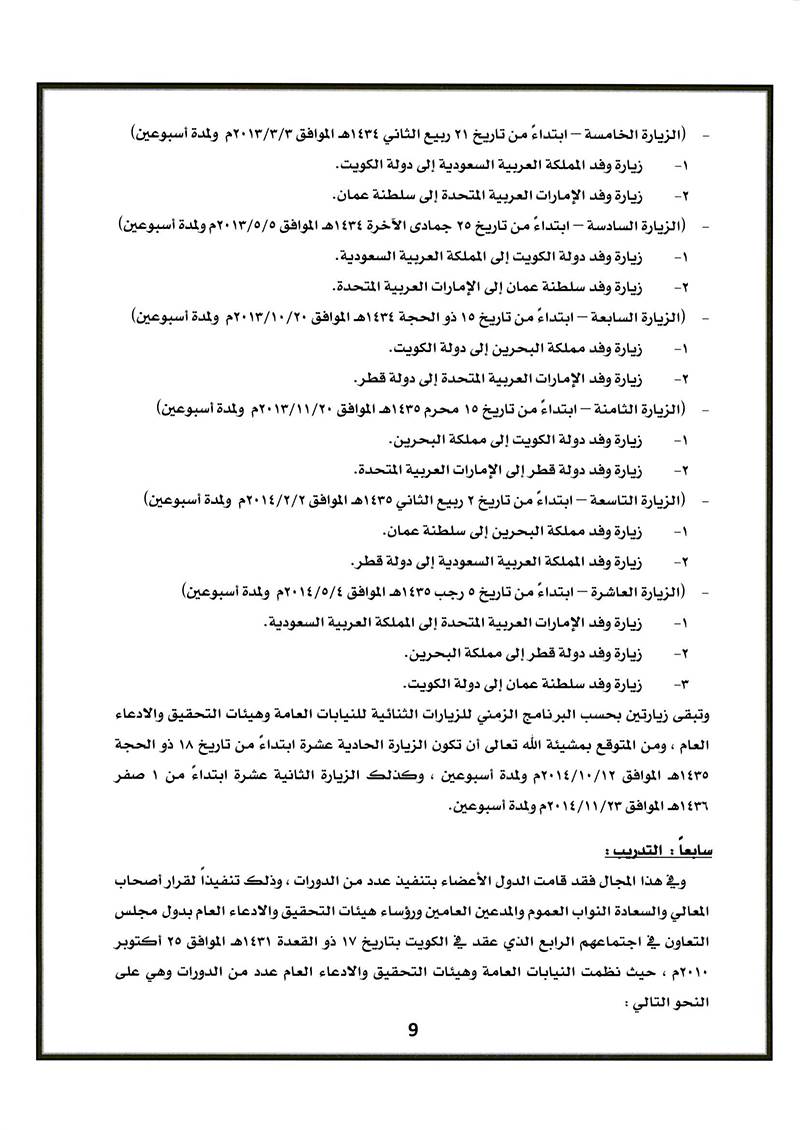 - (الزيارة الخامسة – ابتداءً من تاريخ ٢١ ربيع الثاني ١٤٣٤هـ الموافق ٢٠١٣/٣/٣م ولمدة أسبوعين)
١- زيارة وفد المملكة العربية السعودية إلى دولة الكويت.
٢- زيارة وفد الإمارات العربية المتحدة إلى سلطنة عمان.
- (الزيارة السادسة – ابتداءً من تاريخ ٢٥ جمادى الآخرة ١٤٣٤هـ الموافق ٢٠١٣/٥/٥م ولمدة أسبوعين)
١- زيارة وفد دولة الكويت إلى المملكة العربية السعودية.
٢- زيارة وفد سلطنة عمان إلى الإمارات العربية المتحدة.
- (الزيارة السابعة – ابتداءً من تاريخ ١٥ ذو الحجة ١٤٣٤هـ الموافق ٢٠١٣/١٠/٢٠م ولمدة أسبوعين)
١- زيارة وفد مملكة البحرين إلى دولة الكويت.
٢- زيارة وفد الإمارات العربية المتحدة إلى دولة قطر.
- (الزيارة الثامنة – ابتداءً من تاريخ ١٥ محرم ١٤٣٥هـ الموافق ٢٠١٣/١١/٢٠م ولمدة أسبوعين)
١- زيارة وفد دولة الكويت إلى مملكة البحرين.
٢- زيارة وفد دولة قطر إلى الإمارات العربية المتحدة.
- (الزيارة التاسعة – ابتداءً من تاريخ ٢ ربيع الثاني ١٤٣٥هـ الموافق ٢٠١٤/٢/٢م ولمدة أسبوعين)
١- زيارة وفد مملكة البحرين إلى سلطنة عمان.
٢- زيارة وفد المملكة العربية السعودية إلى دولة قطر.
- (الزيارة العاشرة – ابتداءً من تاريخ ٥ رجب ١٤٣٥هـ الموافق ٢٠١٤/٥/٤م ولمدة أسبوعين)
١- زيارة وفد الإمارات العربية المتحدة إلى المملكة العربية السعودية.
٢- زيارة وفد دولة قطر إلى مملكة البحرين.
٣- زيارة وفد سلطنة عمان إلى دولة الكويت.
وتبقى زيارتين بحسب البرنامج الزمني للزيارات الثنائية للنيابات العامة وهيئات التحقيق والادعاء
العام ، ومن المتوقع بمشيئة الله تعالى أن تكون الزيارة الحادية عشرة ابتداءً من تاريخ ١٨ ذو الحجة
١٤٣٥هـ الموافق ٢٠١٤/١٠/١٢م ولمدة أسبوعين ، وكذلك الزيارة الثانية عشرة ابتداءً من ١ صفر
١٤٣٦هـ الموافق ٢٠١٤/١١/٢٣م ولمدة أسبوعين.
سابعاً : التدريب :
وفي هذا المجال فقد قامت الدول الأعضاء بتنفيذ عدد من الدورات ، وذلك تنفيذاً لقرار أصحاب
المعالي والسعادة النواب العموم والمدعين العامين ورؤساء هيئات التحقيق والادعاء العام بدول مجلس
التعاون في اجتماعهم الرابع الذي عقد في الكويت بتاريخ ١٧ ذو القعدة ١٤٣١هـ الموافق ٢٥ أكتوبر
٢٠١٠م ، حيث نظمت النيابات العامة وهيئات التحقيق والادعاء العام عدد من الدورات وهي على
النحو التالي :
9